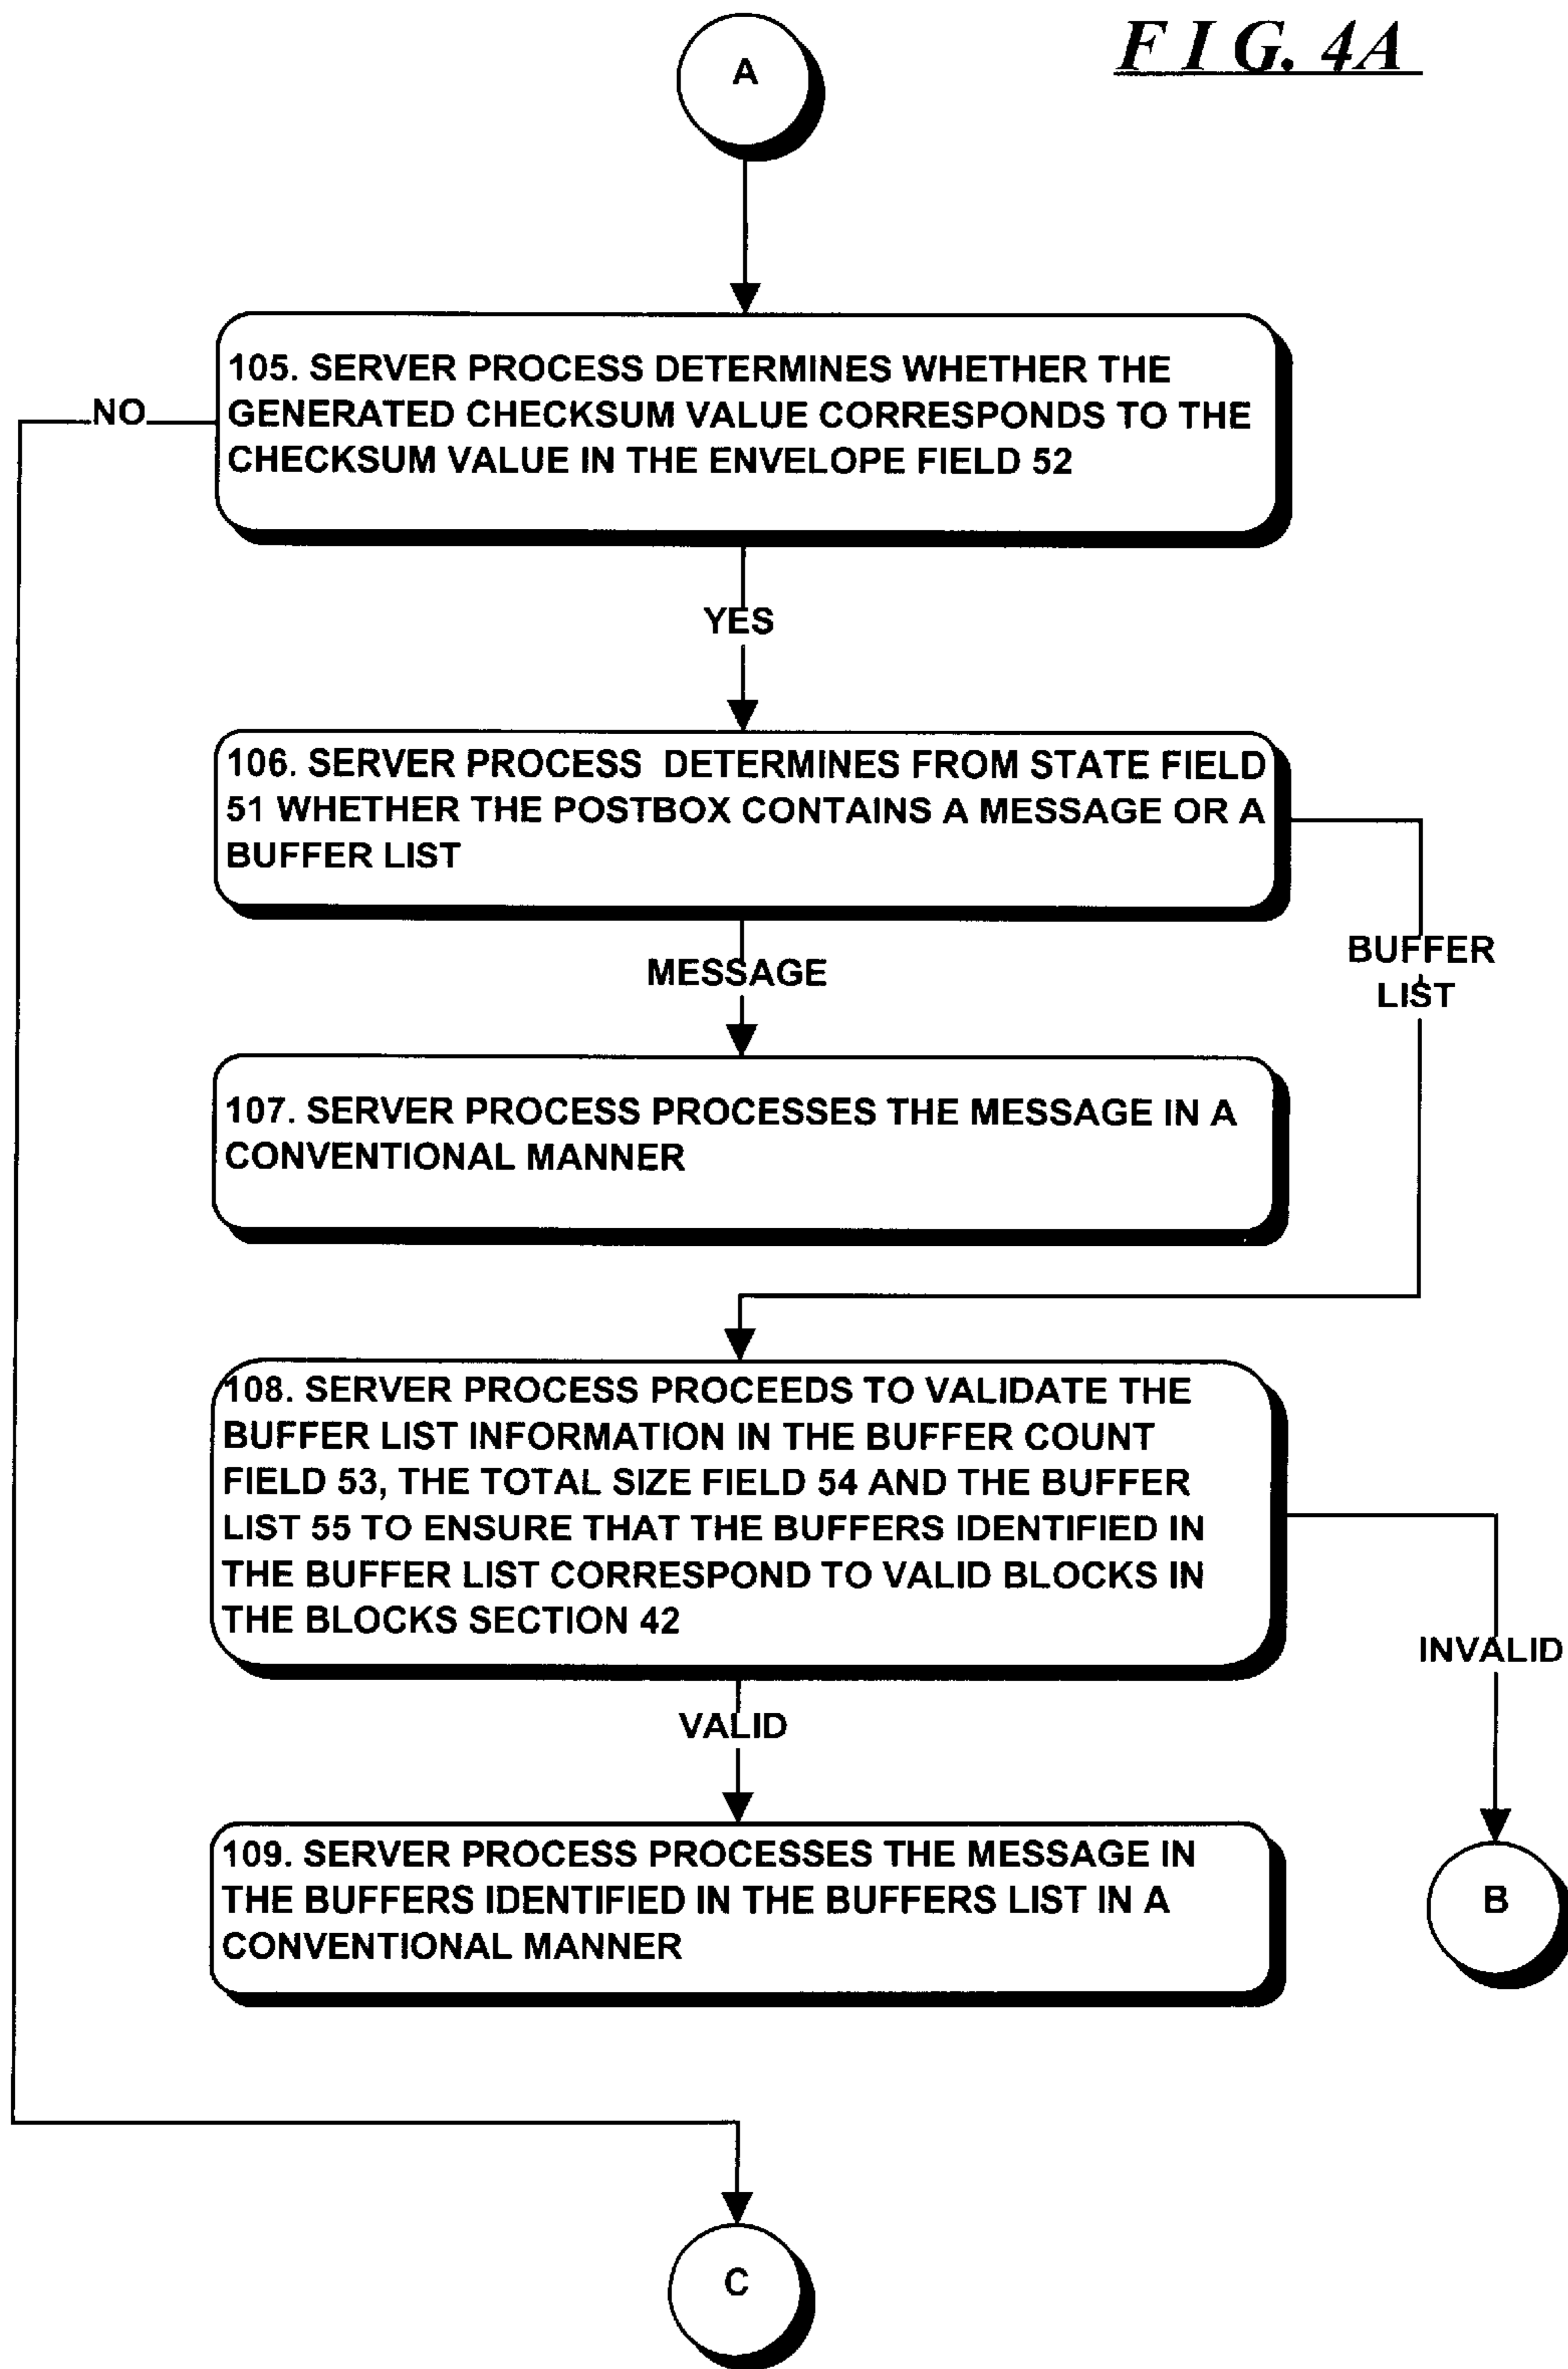 FIG. 4A
A
105. SERVER PROCESS DETERMINES WHETHER THE
GENERATED CHECKSUM VALUE CORRESPONDS TO THE
CHECKSUM VALUE IN THE ENVELOPE FIELD 52
NO
YES
106. SERVER PROCESS DETERMINES FROM STATE FIELD
51 WHETHER THE POSTBOX CONTAINS A MESSAGE OR A
BUFFER LIST
BUFFER
LIST
MESSAGE
107. SERVER PROCESS PROCESSES THE MESSAGE IN A
CONVENTIONAL MANNER
108. SERVER PROCESS PROCEEDS TO VALIDATE THE
BUFFER LIST INFORMATION IN THE BUFFER COUNT
FIELD 53, THE TOTAL SIZE FIELD 54 AND THE BUFFER
LIST 55 TO ENSURE THAT THE BUFFERS IDENTIFIED IN
THE BUFFER LIST CORRESPOND TO VALID BLOCKS IN
THE BLOCKS SECTION 42
INVALID
VALID
109. SERVER PROCESS PROCESSES THE MESSAGE IN
THE BUFFERS IDENTIFIED IN THE BUFFERS LIST IN A
CONVENTIONAL MANNER
B
C